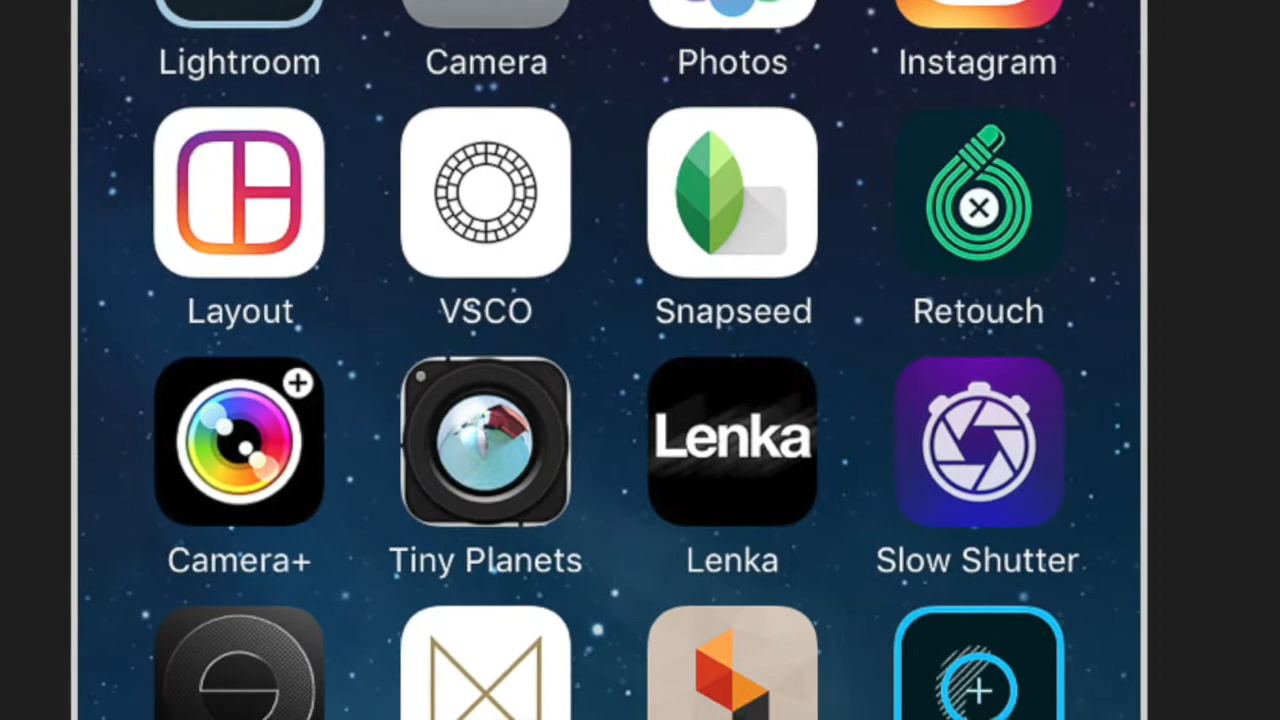 Lightroom Camera Photos Instagram
Layout VSCO Snapseed Retouch
Lenka
Camera+ Tiny Planets Lenka Slow Shutter